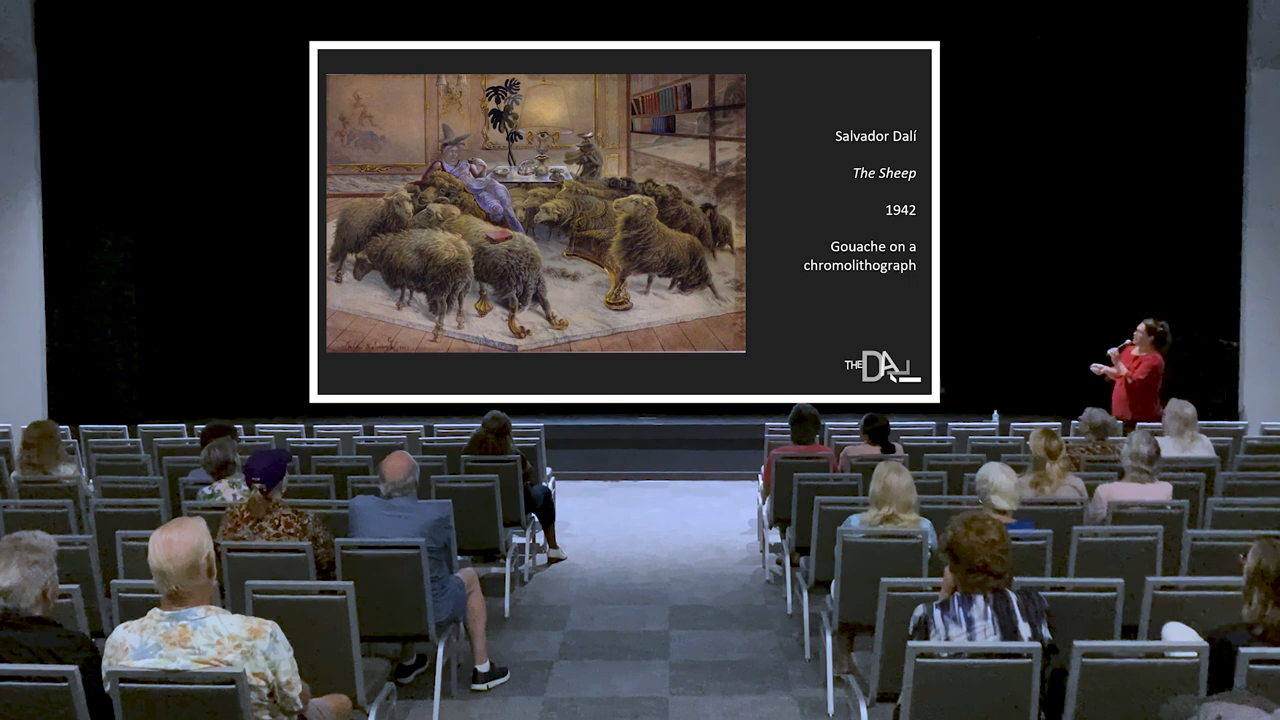 Salvador Dalí
The Sheep
1942
Gouache on a
chromolithograph
THE DALÍ